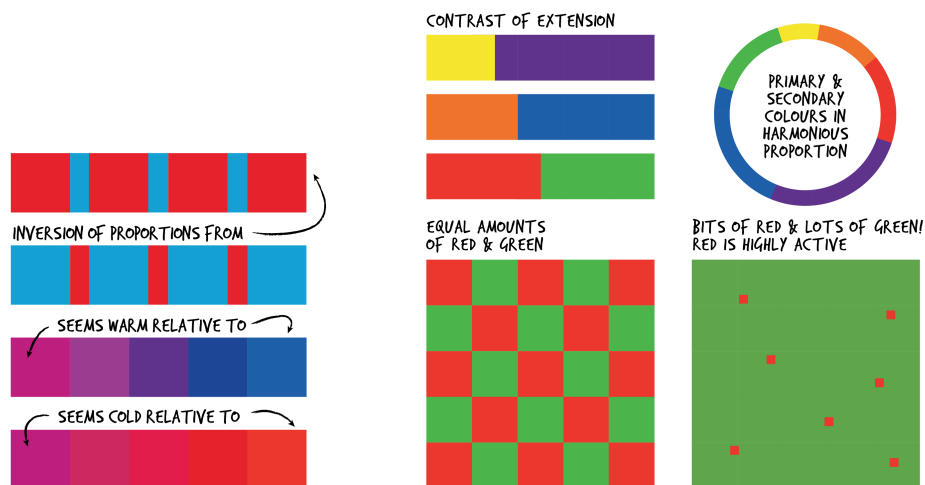 CONTRAST OF EXTENSION
PRIMARY &
SECONDARY
COLOURS IN
HARMONIOUS
PROPORTION
INVERSION OF PROPORTIONS FROM
SEEMS WARM RELATIVE TO
SEEMS COLD RELATIVE TO
EQUAL AMOUNTS
OF RED & GREEN
BITS OF RED & LOTS OF GREEN!
RED IS HIGHLY ACTIVE